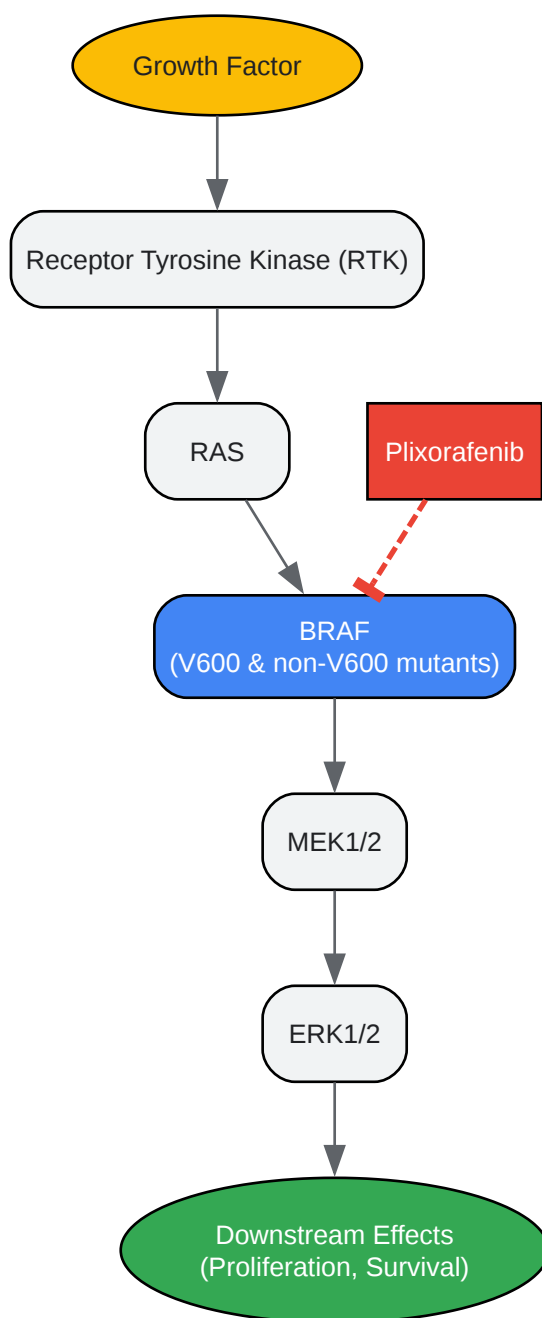 Growth Factor
Receptor Tyrosine Kinase (RTK)
RAS
Plixorafenib
BRAF
(V600 & non-V600 mutants)
MEK1/2
ERK1/2
Downstream Effects
(Proliferation, Survival)